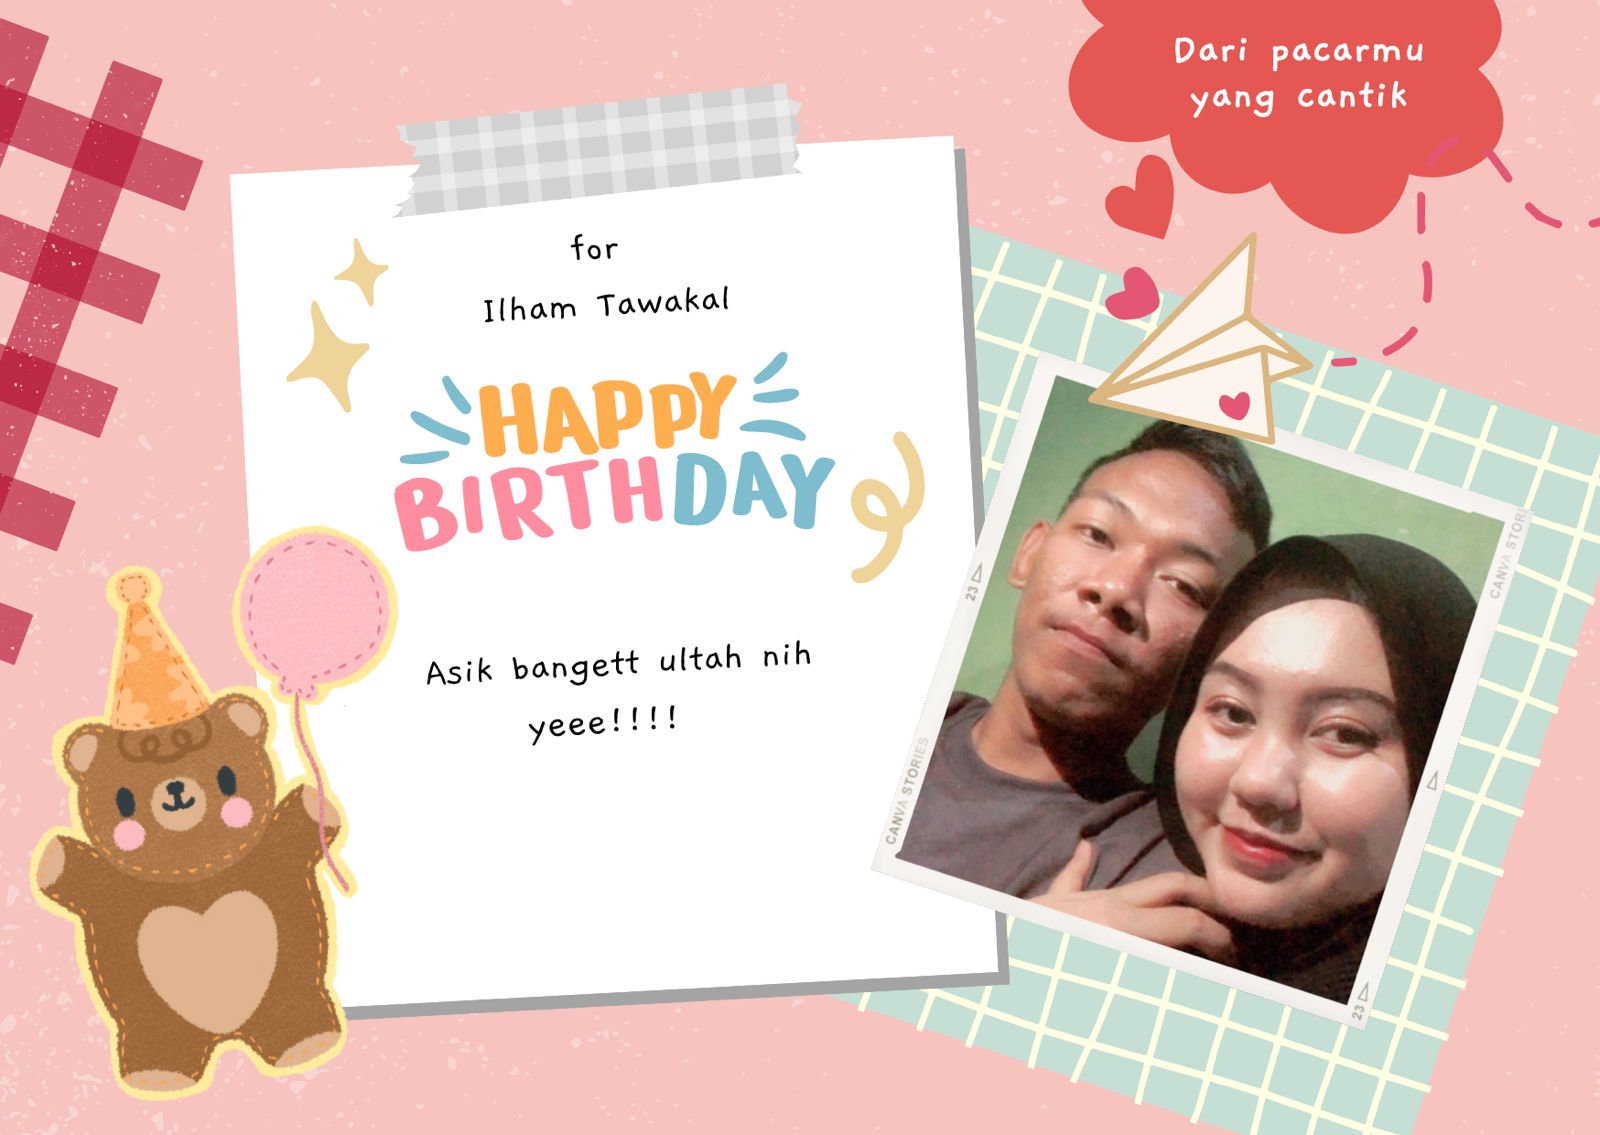 Dari pacarmu
yang cantik
for
Ilham Tawakal
HAPPY
BIRTHDAY
Asik bangett ultah nih
yeee!!!!
23
CANVA STORIES
CANVA STORI
23